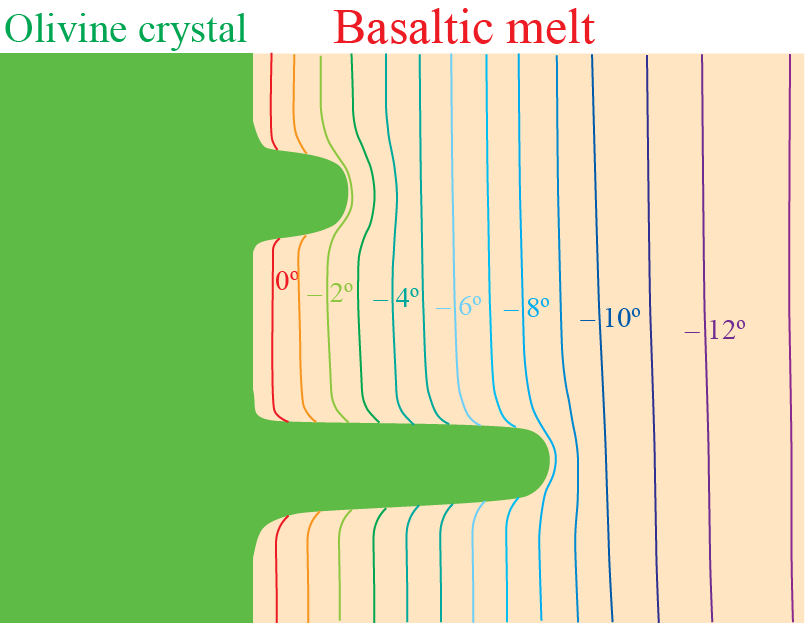 Olivine crystal
Basaltic melt
0º
–2º
–4º
–6º
–8º
–10º
–12º